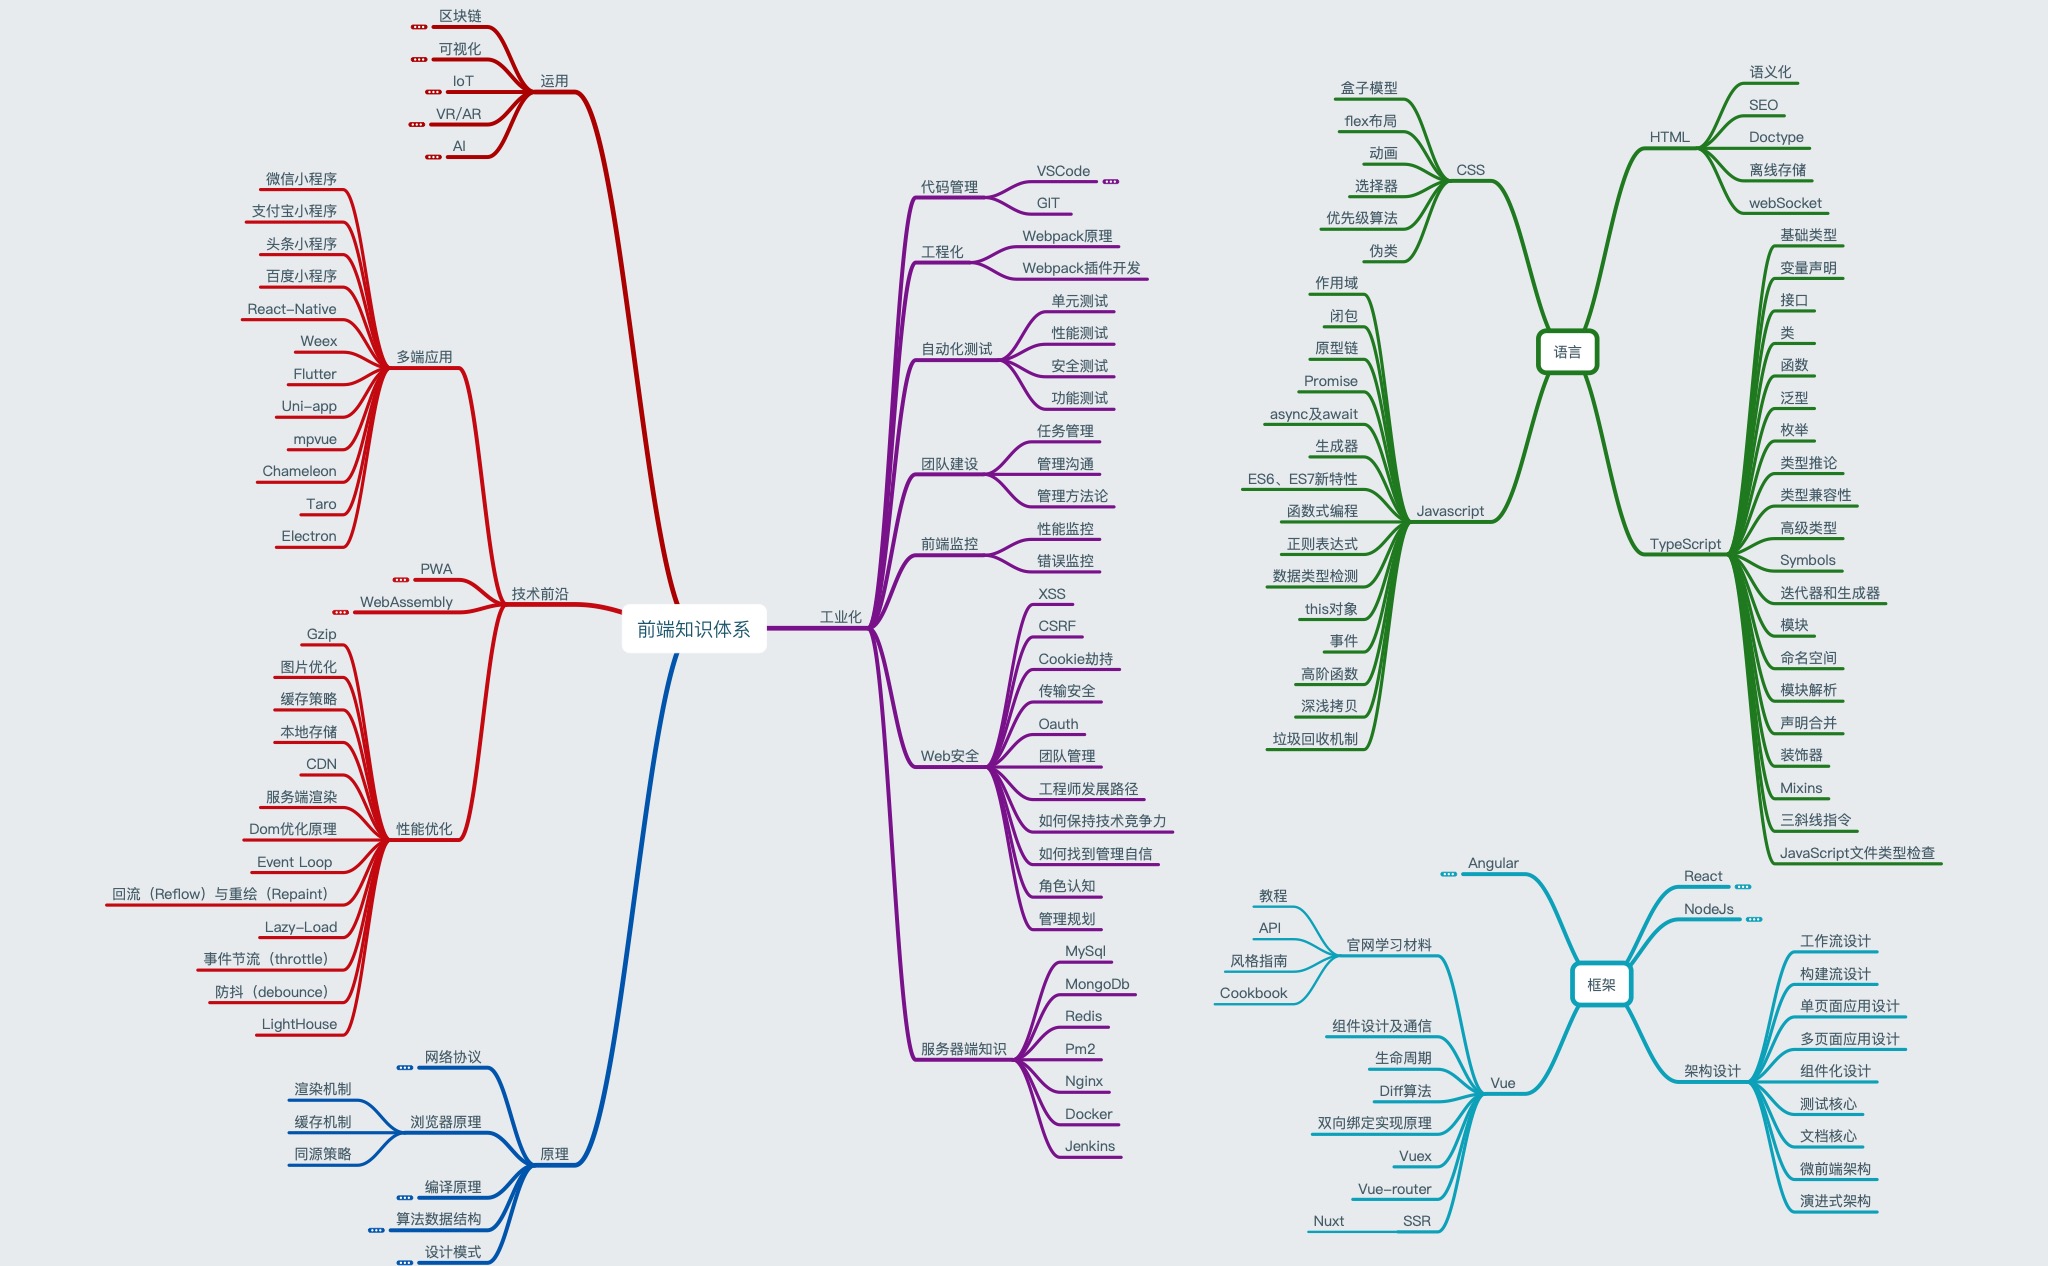 前端知识体系
运用
区块链
可视化
IoT
VR/AR
AI
技术前沿
多端应用
微信小程序
支付宝小程序
头条小程序
百度小程序
React-Native
Weex
Flutter
Uni-app
mpvue
Chameleon
Taro
Electron
PWA
WebAssembly
性能优化
Gzip
图片优化
缓存策略
本地存储
CDN
服务端渲染
Dom优化原理
Event Loop
回流（Reflow）与重绘（Repaint）
Lazy-Load
事件节流（throttle）
防抖（debounce）
LightHouse
原理
网络协议
浏览器原理
渲染机制
缓存机制
同源策略
编译原理
算法数据结构
设计模式
工业化
代码管理
VSCode
GIT
工程化
Webpack原理
Webpack插件开发
自动化测试
单元测试
性能测试
安全测试
功能测试
团队建设
任务管理
管理沟通
管理方法论
前端监控
性能监控
错误监控
Web安全
XSS
CSRF
Cookie劫持
传输安全
Oauth
团队管理
工程师发展路径
如何保持技术竞争力
如何找到管理自信
角色认知
管理规划
服务器端知识
MySql
MongoDb
Redis
Pm2
Nginx
Docker
Jenkins
语言
CSS
盒子模型
flex布局
动画
选择器
优先级算法
伪类
Javascript
作用域
闭包
原型链
Promise
async及await
生成器
ES6、ES7新特性
函数式编程
正则表达式
数据类型检测
this对象
事件
高阶函数
深浅拷贝
垃圾回收机制
HTML
语义化
SEO
Doctype
离线存储
webSocket
TypeScript
基础类型
变量声明
接口
类
函数
泛型
枚举
类型推论
类型兼容性
高级类型
Symbols
迭代器和生成器
模块
命名空间
模块解析
声明合并
装饰器
Mixins
三斜线指令
JavaScript文件类型检查
框架
Angular
Vue
官网学习材料
教程
API
风格指南
Cookbook
组件设计及通信
生命周期
Diff算法
双向绑定实现原理
Vuex
Vue-router
SSR
Nuxt
React
NodeJs
架构设计
工作流设计
构建流设计
单页面应用设计
多页面应用设计
组件化设计
测试核心
文档核心
微前端架构
演进式架构